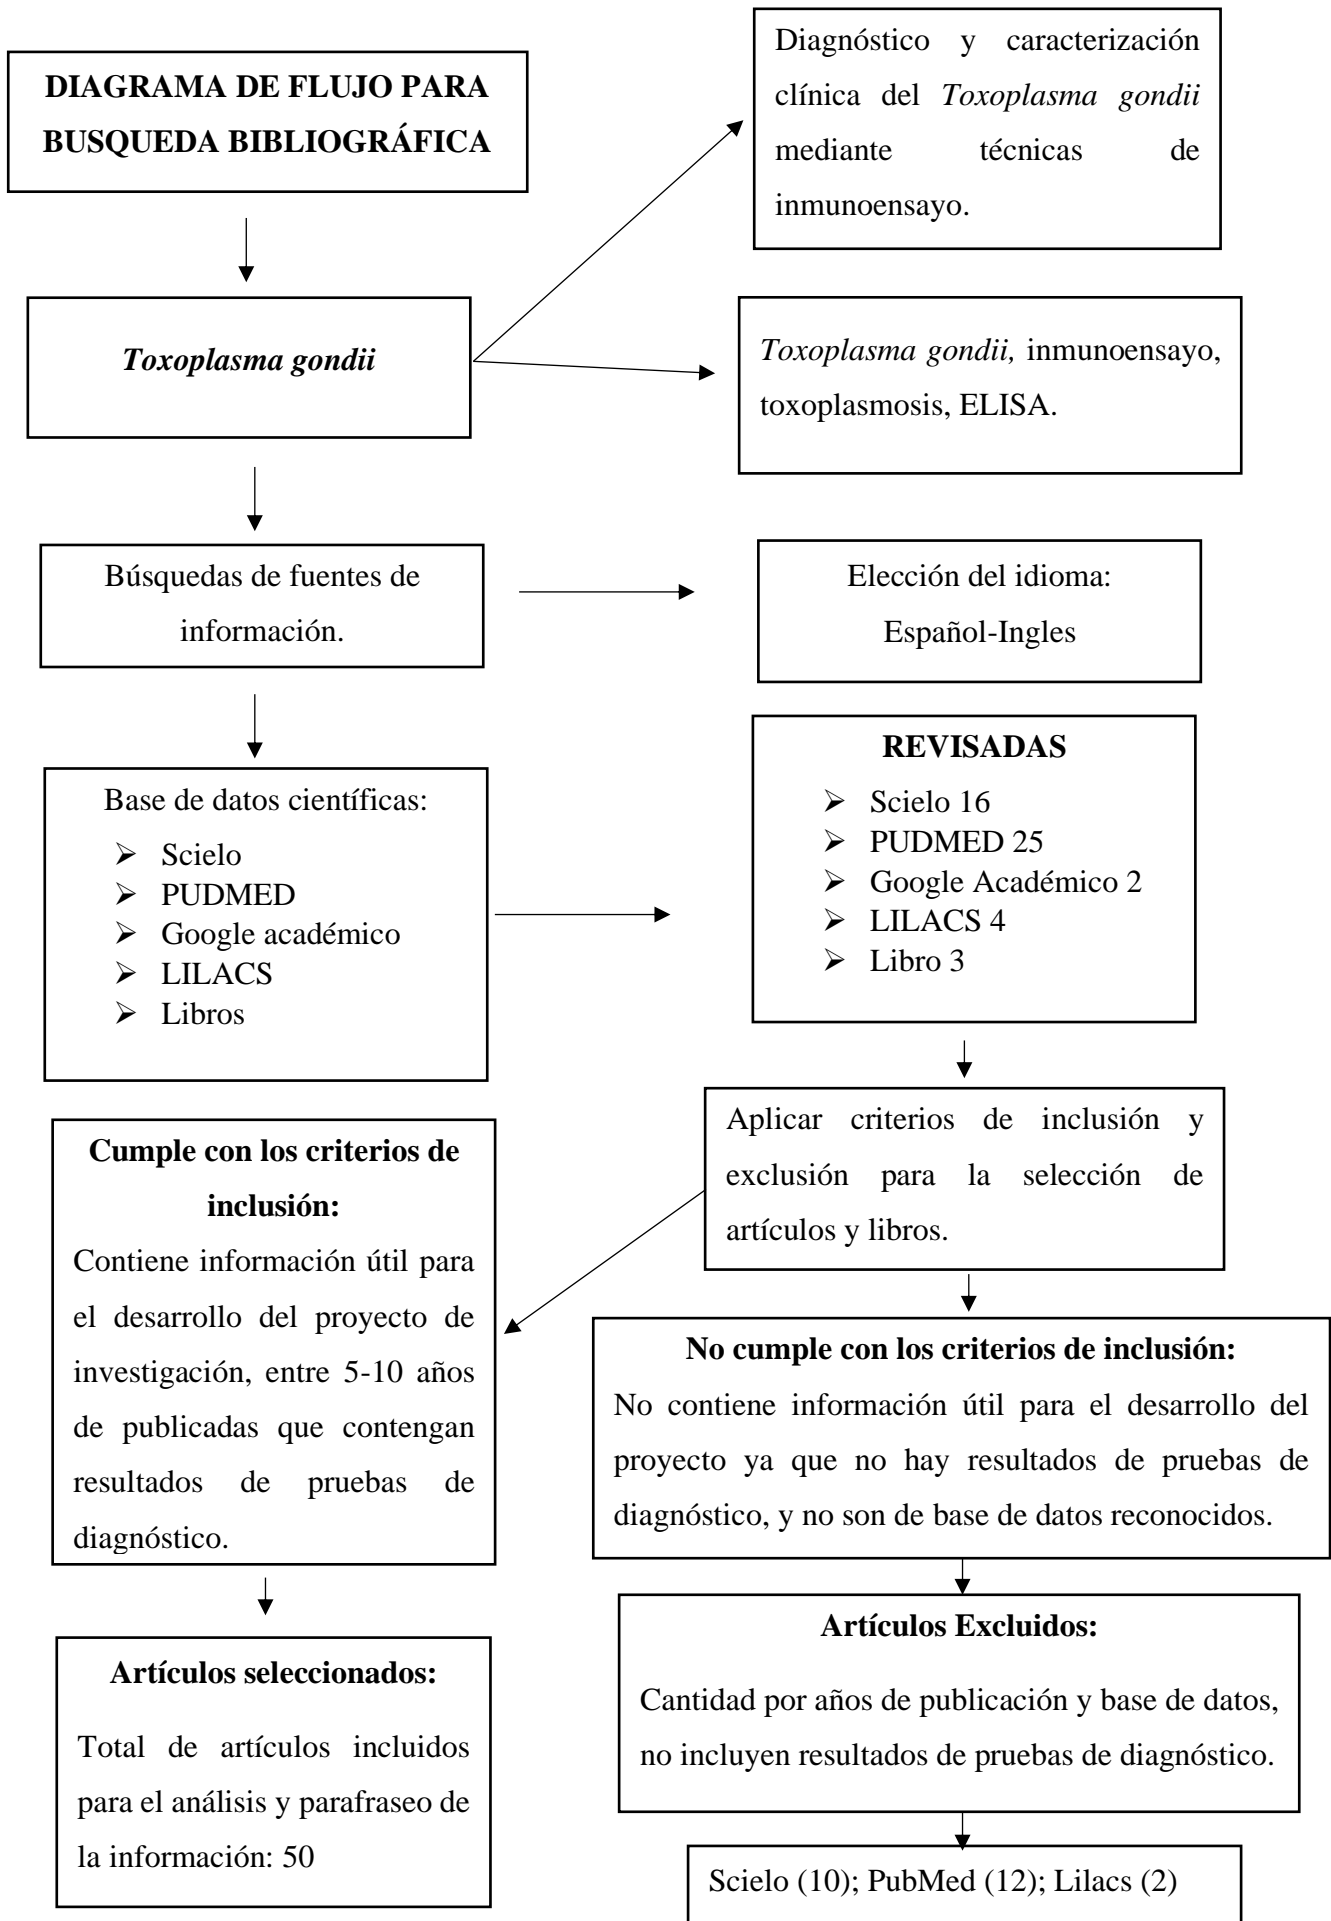 DIAGRAMA DE FLUJO PARA
BUSQUEDA BIBLIOGRÁFICA
Diagnóstico y caracterización
clínica del Toxoplasma gondii
mediante técnicas de
inmunoensayo.
Toxoplasma gondii
Toxoplasma gondii, inmunoensayo,
toxoplasmosis, ELISA.
Búsquedas de fuentes de
información.
Elección del idioma:
Español-Ingles
Base de datos científicas:
➢ Scielo
➢ PUDMED
➢ Google académico
➢ LILACS
➢ Libros
REVISADAS
➢ Scielo 16
➢ PUDMED 25
➢ Google Académico 2
➢ LILACS 4
➢ Libro 3
Aplicar criterios de inclusión y
exclusión para la selección de
artículos y libros.
Cumple con los criterios de
inclusión:
Contiene información útil para
el desarrollo del proyecto de
investigación, entre 5-10 años
de publicadas que contengan
resultados de pruebas de
diagnóstico.
No cumple con los criterios de inclusión:
No contiene información útil para el desarrollo del
proyecto ya que no hay resultados de pruebas de
diagnóstico, y no son de base de datos reconocidos.
Artículos seleccionados:
Total de artículos incluidos
para el análisis y parafraseo de
la información: 50
Artículos Excluidos:
Cantidad por años de publicación y base de datos,
no incluyen resultados de pruebas de diagnóstico.
Scielo (10); PubMed (12); Lilacs (2)